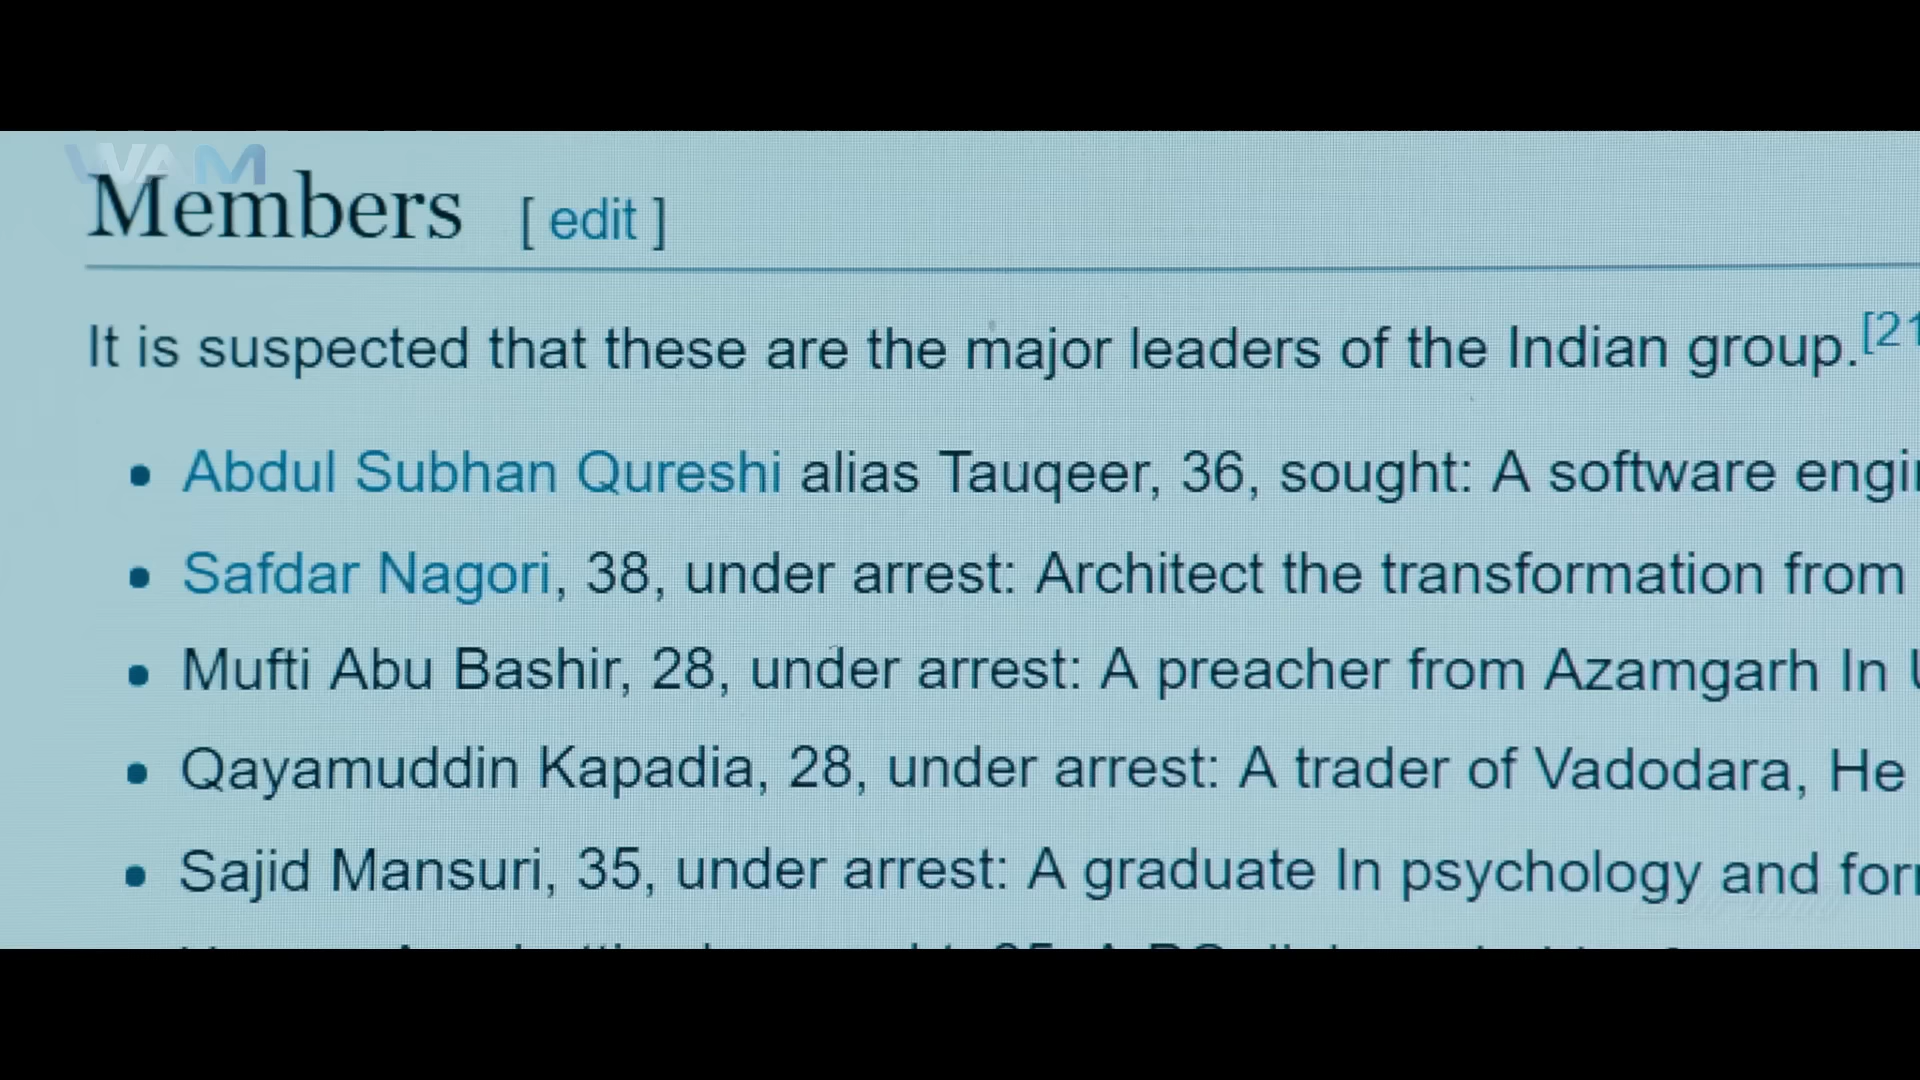 WAM
Members [ edit ]
It is suspected that these are the major leaders of the Indian group.[21
Abdul Subhan Qureshi alias Tauqeer, 36, sought: A software engi
Safdar Nagori, 38, under arrest: Architect the transformation from
Mufti Abu Bashir, 28, under arrest: A preacher from Azamgarh In U
Qayamuddin Kapadia, 28, under arrest: A trader of Vadodara, He
Sajid Mansuri, 35, under arrest: A graduate In psychology and for